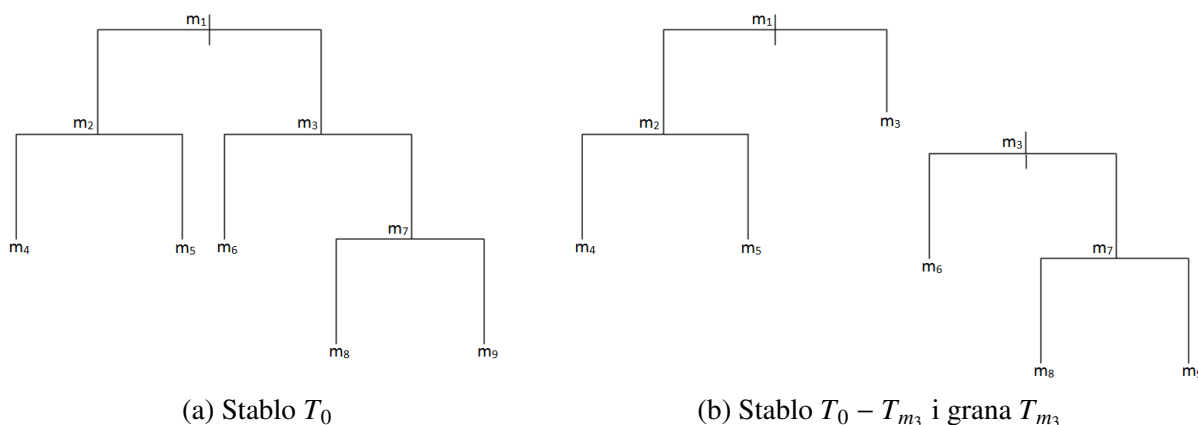 m₁
m₂ m₃
m₄ m₅ m₆ m₇
m₈ m₉
(a) Stablo T₀
m₁
m₂ m₃
m₃
m₄ m₅ m₆ m₇
m₈ m₉
(b) Stablo T₀ − Tₘ₃ i grana Tₘ₃